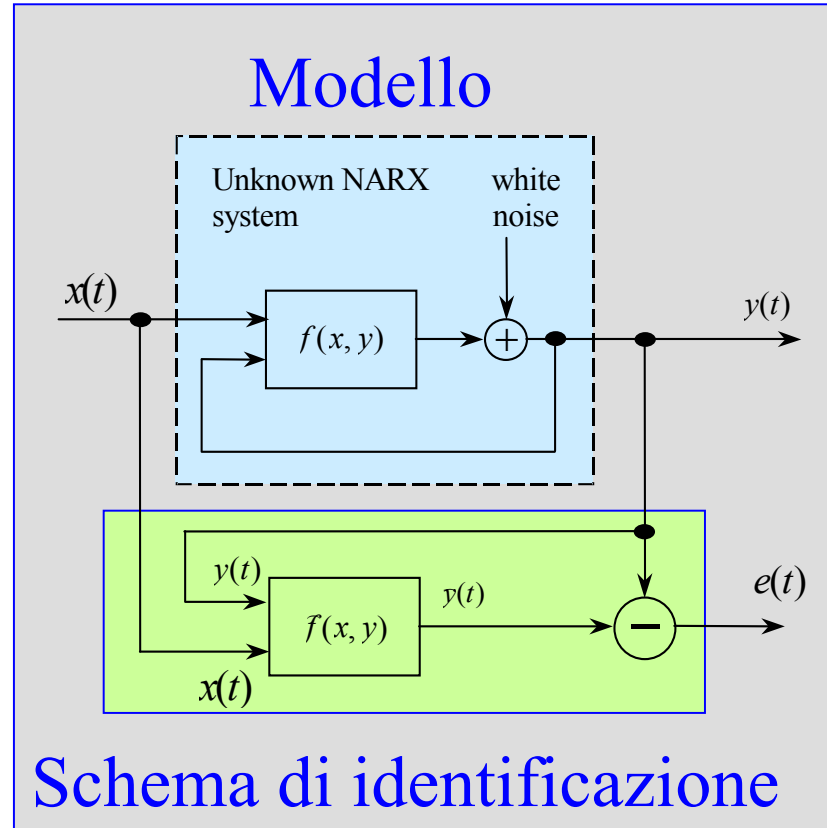 Modello
Unknown NARX
system
white
noise
x(t)
y(t)
f(x, y)
+
y(t)
y̅(t)
e(t)
f̅(x, y)
−
x(t)
Schema di identificazione